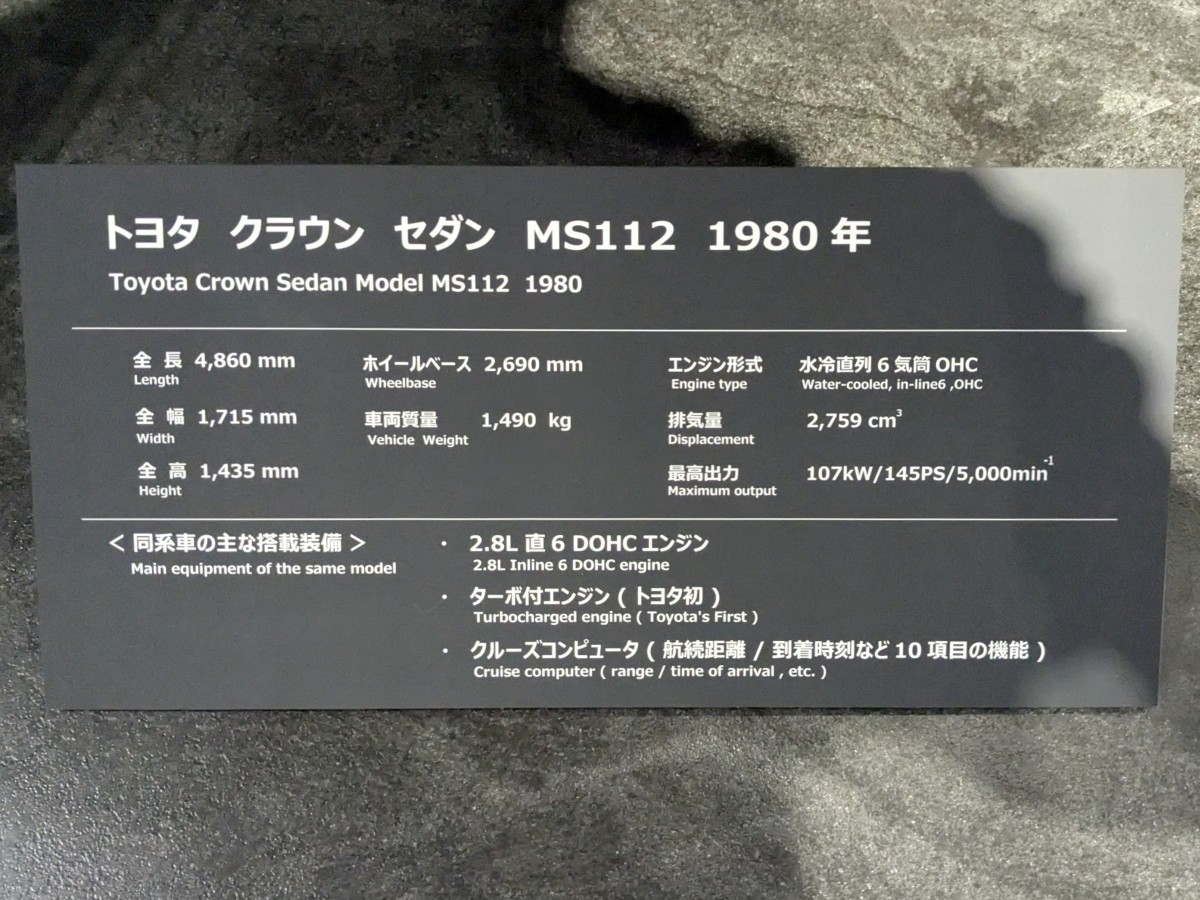 トヨタ クラウン セダン MS112 1980 年
Toyota Crown Sedan Model MS112 1980
全 長 4,860 mm ホイールベース 2,690 mm エンジン形式 水冷直列 6 気筒 OHC
Length Wheelbase Engine type Water-cooled, in-line6 ,OHC
全 幅 1,715 mm 車両質量 1,490 kg 排気量 2,759 cm³
Width Vehicle Weight Displacement
全 高 1,435 mm 最高出力 107kW/145PS/5,000min⁻¹
Height Maximum output
< 同系車の主な搭載装備 > ・ 2.8L 直 6 DOHC エンジン
Main equipment of the same model 2.8L Inline 6 DOHC engine
・ ターボ付エンジン ( トヨタ初 )
Turbocharged engine ( Toyota's First )
・ クルーズコンピュータ ( 航続距離 / 到着時刻など 10 項目の機能 )
Cruise computer ( range / time of arrival , etc. )